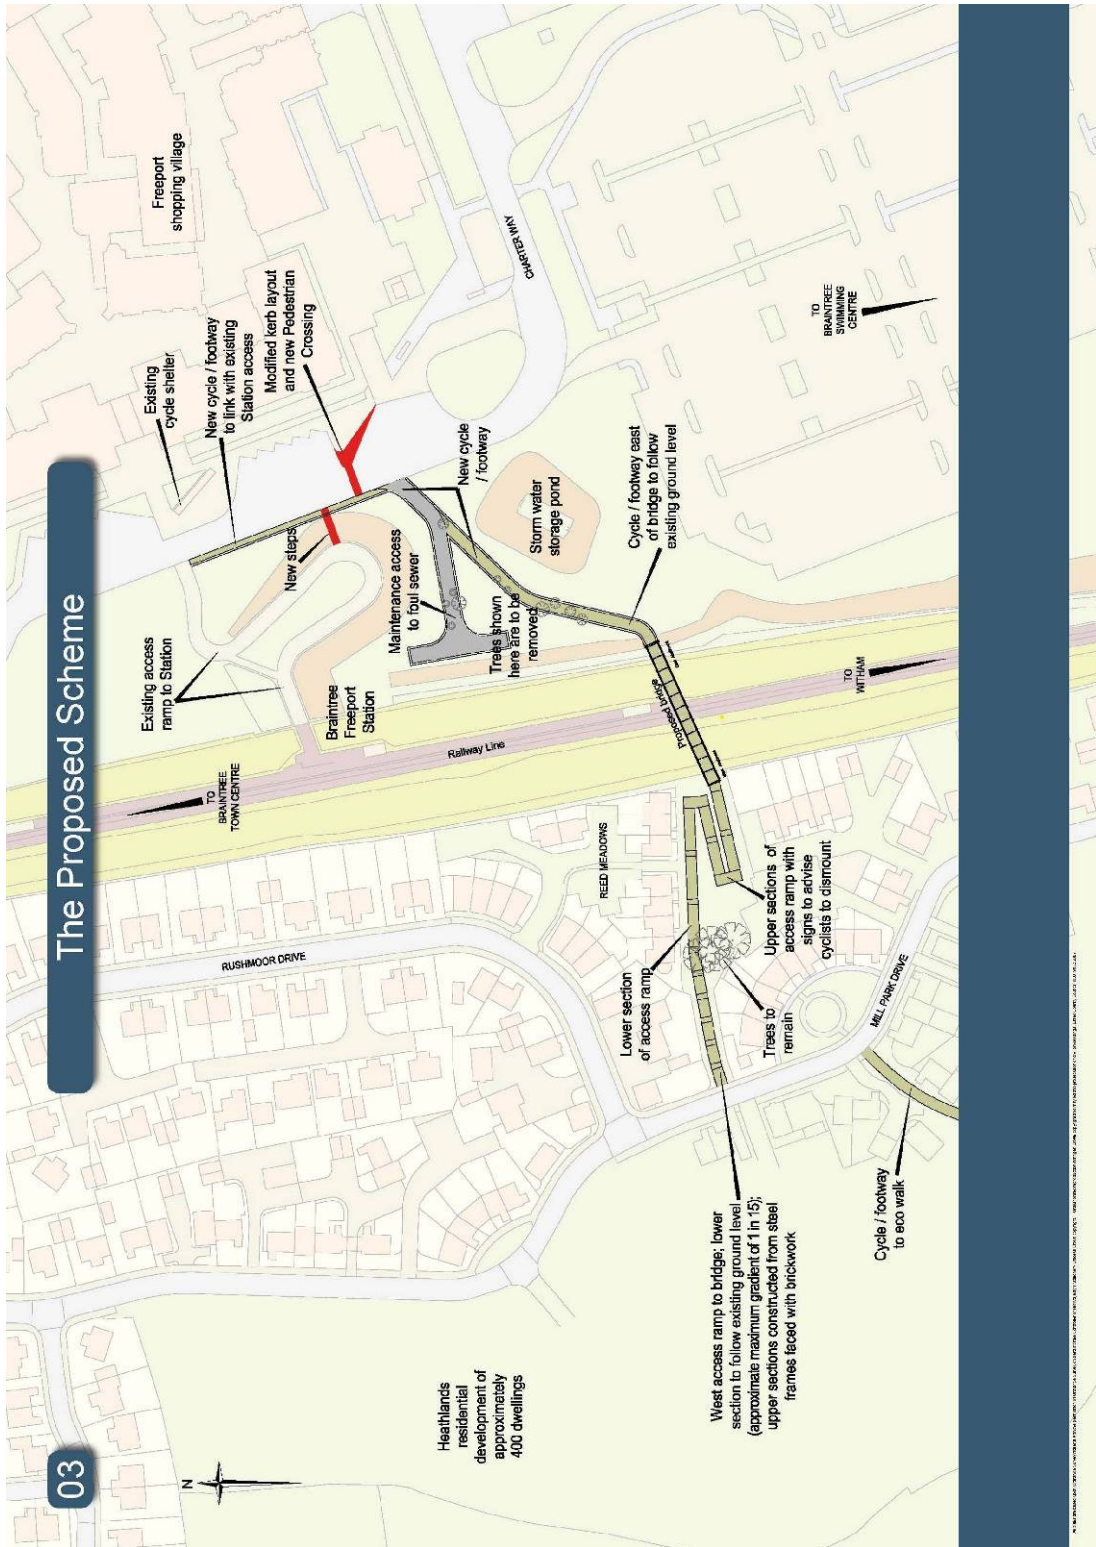 03
The Proposed Scheme
N
Heathlands
residential
development of
approximately
400 dwellings
West access ramp to bridge; lower
section to follow existing ground level
(approximate maximum gradient of 1 in 15);
upper sections constructed from steel
frames faced with brickwork
Cycle / footway
to eco walk
RUSHMOOR DRIVE
Lower section
of access ramp
Trees to
remain
MILL PARK DRIVE
REED MEADOWS
Upper sections of
access ramp with
signs to advise
cyclists to dismount
TO
BRAINTREE
TOWN CENTRE
Existing access
ramp to Station
Braintree
Freeport
Station
Railway Line
Proposed bridge
TO
WITHAM
New steps
Maintenance access
to foul sewer
Trees shown
here are to be
removed
Storm water
storage pond
Cycle / footway east
of bridge to follow
existing ground level
New cycle
/ footway
Existing
cycle shelter
New cycle / footway
to link with existing
Station access
Modified kerb layout
and new Pedestrian
Crossing
Freeport
shopping village
CHARTER WAY
TO
BRAINTREE
SWIMMING
CENTRE